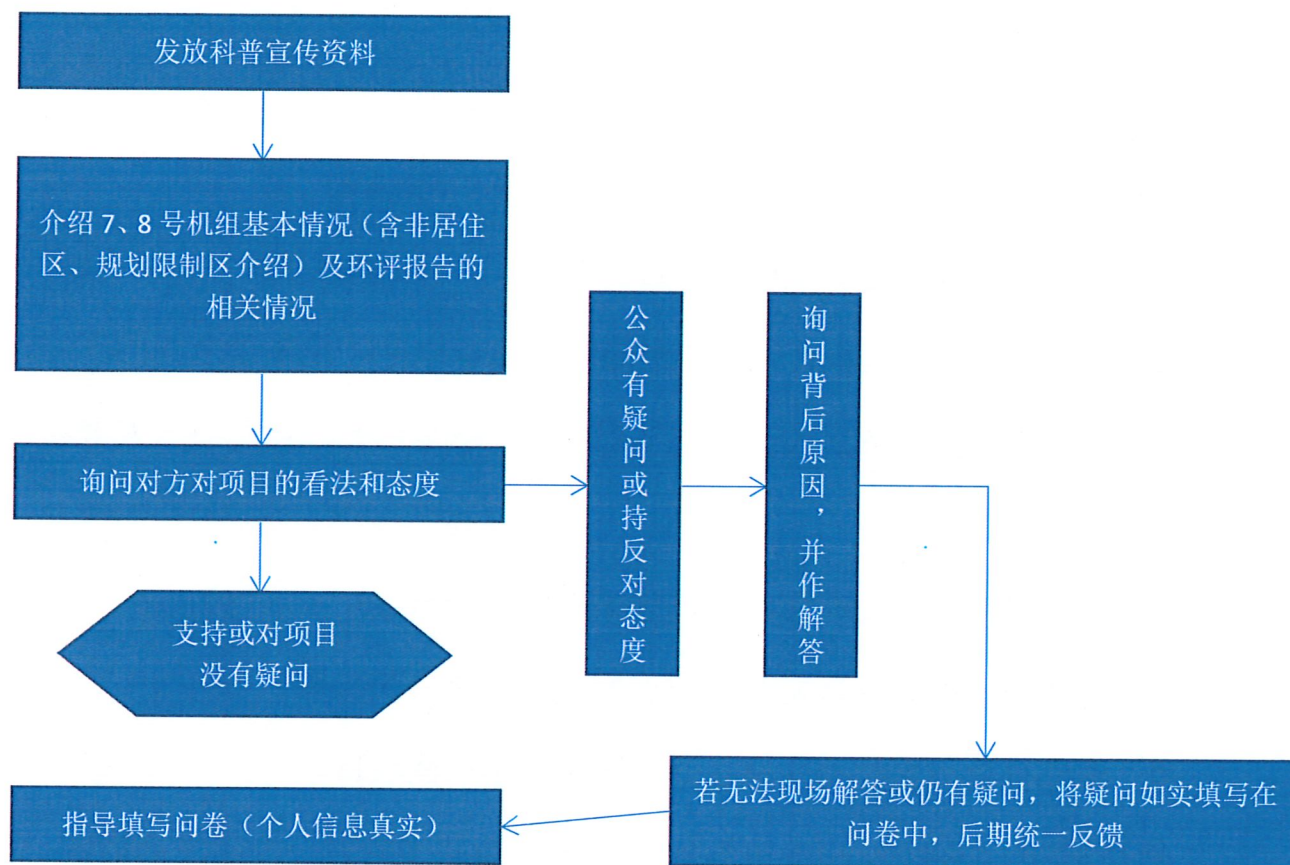 发放科普宣传资料
介绍 7、8 号机组基本情况（含非居住
区、规划限制区介绍）及环评报告的
相关情况
询问对方对项目的看法和态度
公众有疑问或持反对态度
询问背后原因，并作解答
支持或对项目
没有疑问
若无法现场解答或仍有疑问，将疑问如实填写在
问卷中，后期统一反馈
指导填写问卷（个人信息真实）